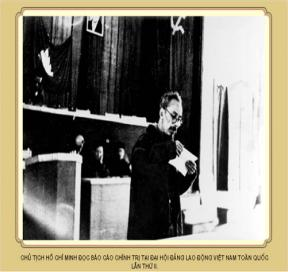 CHỦ TỊCH HỒ CHÍ MINH ĐỌC BÁO CÁO CHÍNH TRỊ TẠI ĐẠI HỘI ĐẢNG LAO ĐỘNG VIỆT NAM TOÀN QUỐC
LẦN THỨ II.